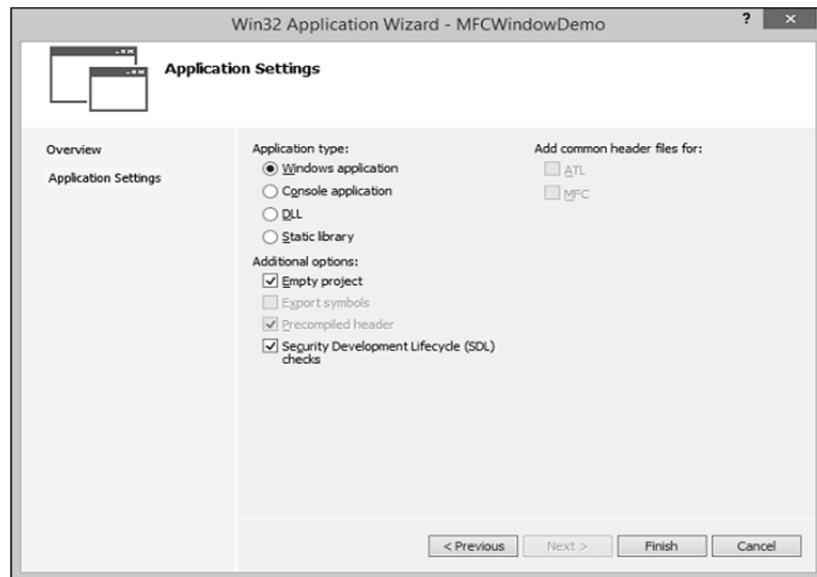 Win32 Application Wizard - MFCWindowDemo
?
Application Settings
Overview
Application Settings
Application type:
Windows application
Console application
DLL
Static library
Additional options:
Empty project
Export symbols
Precompiled header
Security Development Lifecycle (SDL)
checks
Add common header files for:
ATL
MFC
< Previous
Next >
Finish
Cancel